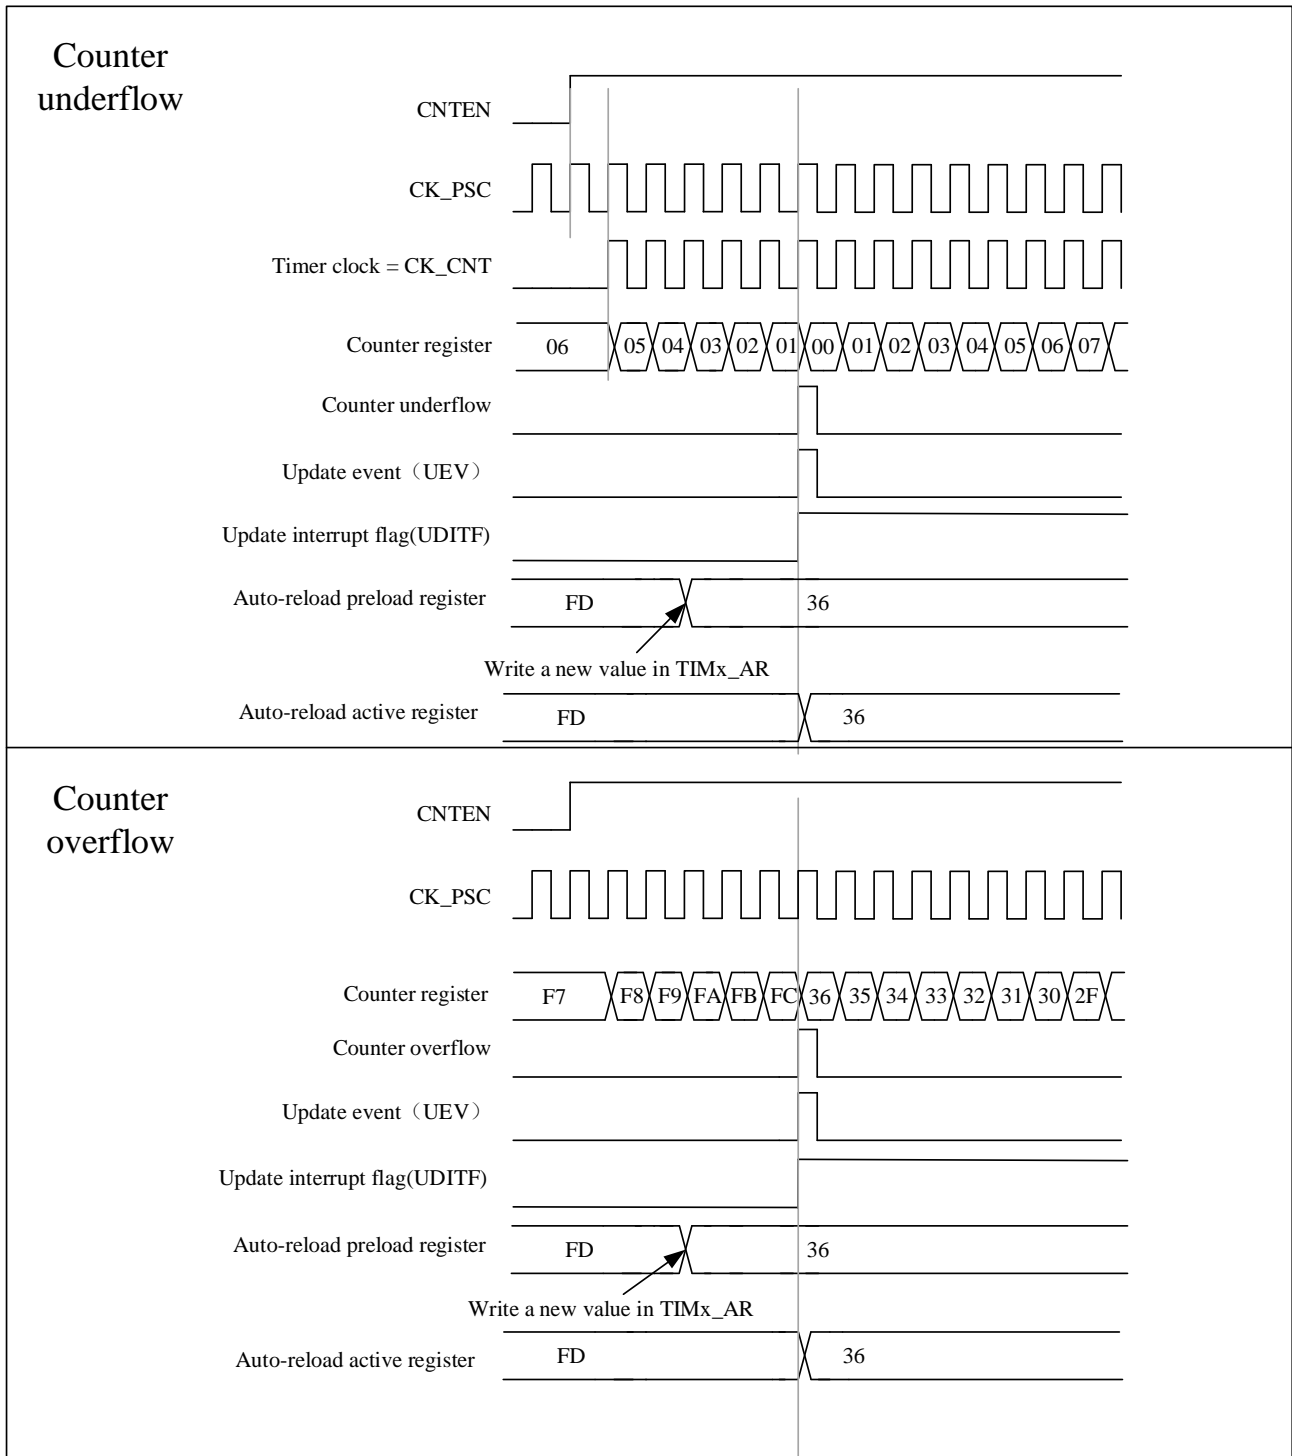 Counter
underflow
CNTEN
CK_PSC
Timer clock = CK_CNT
Counter register 06 05 04 03 02 01 00 01 02 03 04 05 06 07
Counter underflow
Update event（UEV）
Update interrupt flag(UDITF)
Auto-reload preload register FD 36
Write a new value in TIMx_AR
Auto-reload active register FD 36
Counter
overflow
CNTEN
CK_PSC
Counter register F7 F8 F9 FA FB FC 36 35 34 33 32 31 30 2F
Counter overflow
Update event（UEV）
Update interrupt flag(UDITF)
Auto-reload preload register FD 36
Write a new value in TIMx_AR
Auto-reload active register FD 36